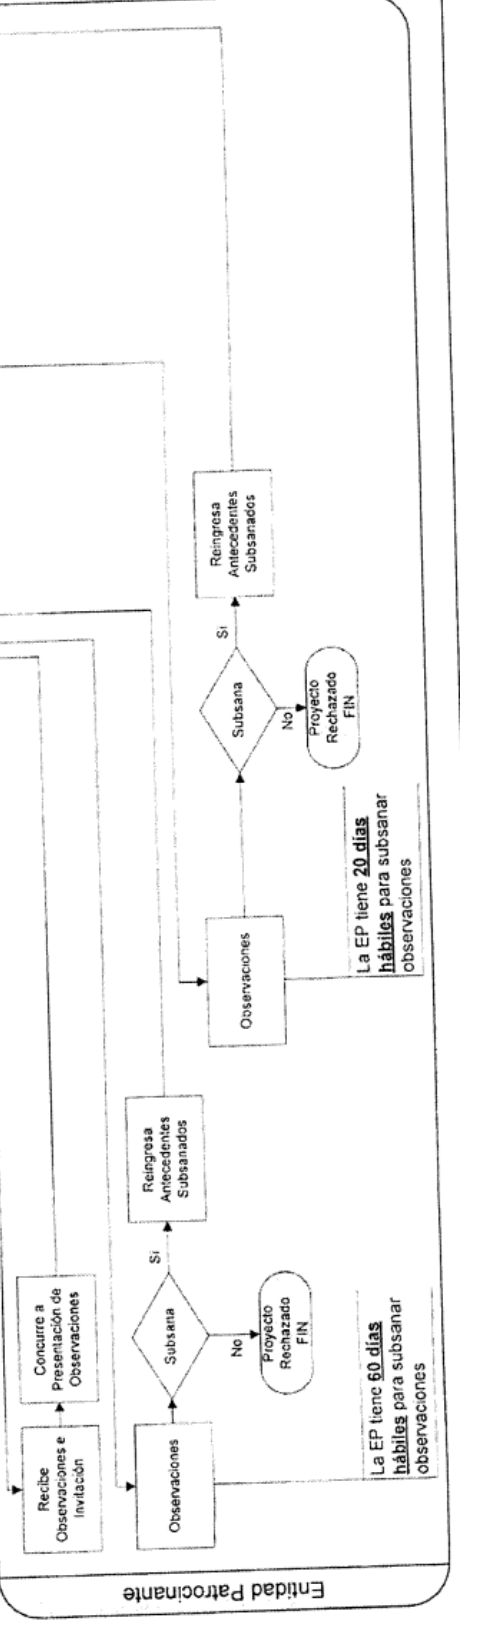 Entidad Patrocinante
Recibe
Observaciones e
Invitación
Concurre a
Presentación de
Observaciones
Observaciones
Subsana
Sí
No
Proyecto
Rechazado
FIN
Reingresa
Antecedentes
Subsanados
La EP tiene 60 días
hábiles para subsanar
observaciones
Observaciones
Subsana
Sí
No
Proyecto
Rechazado
FIN
Reingresa
Antecedentes
Subsanados
La EP tiene 20 días
hábiles para subsanar
observaciones